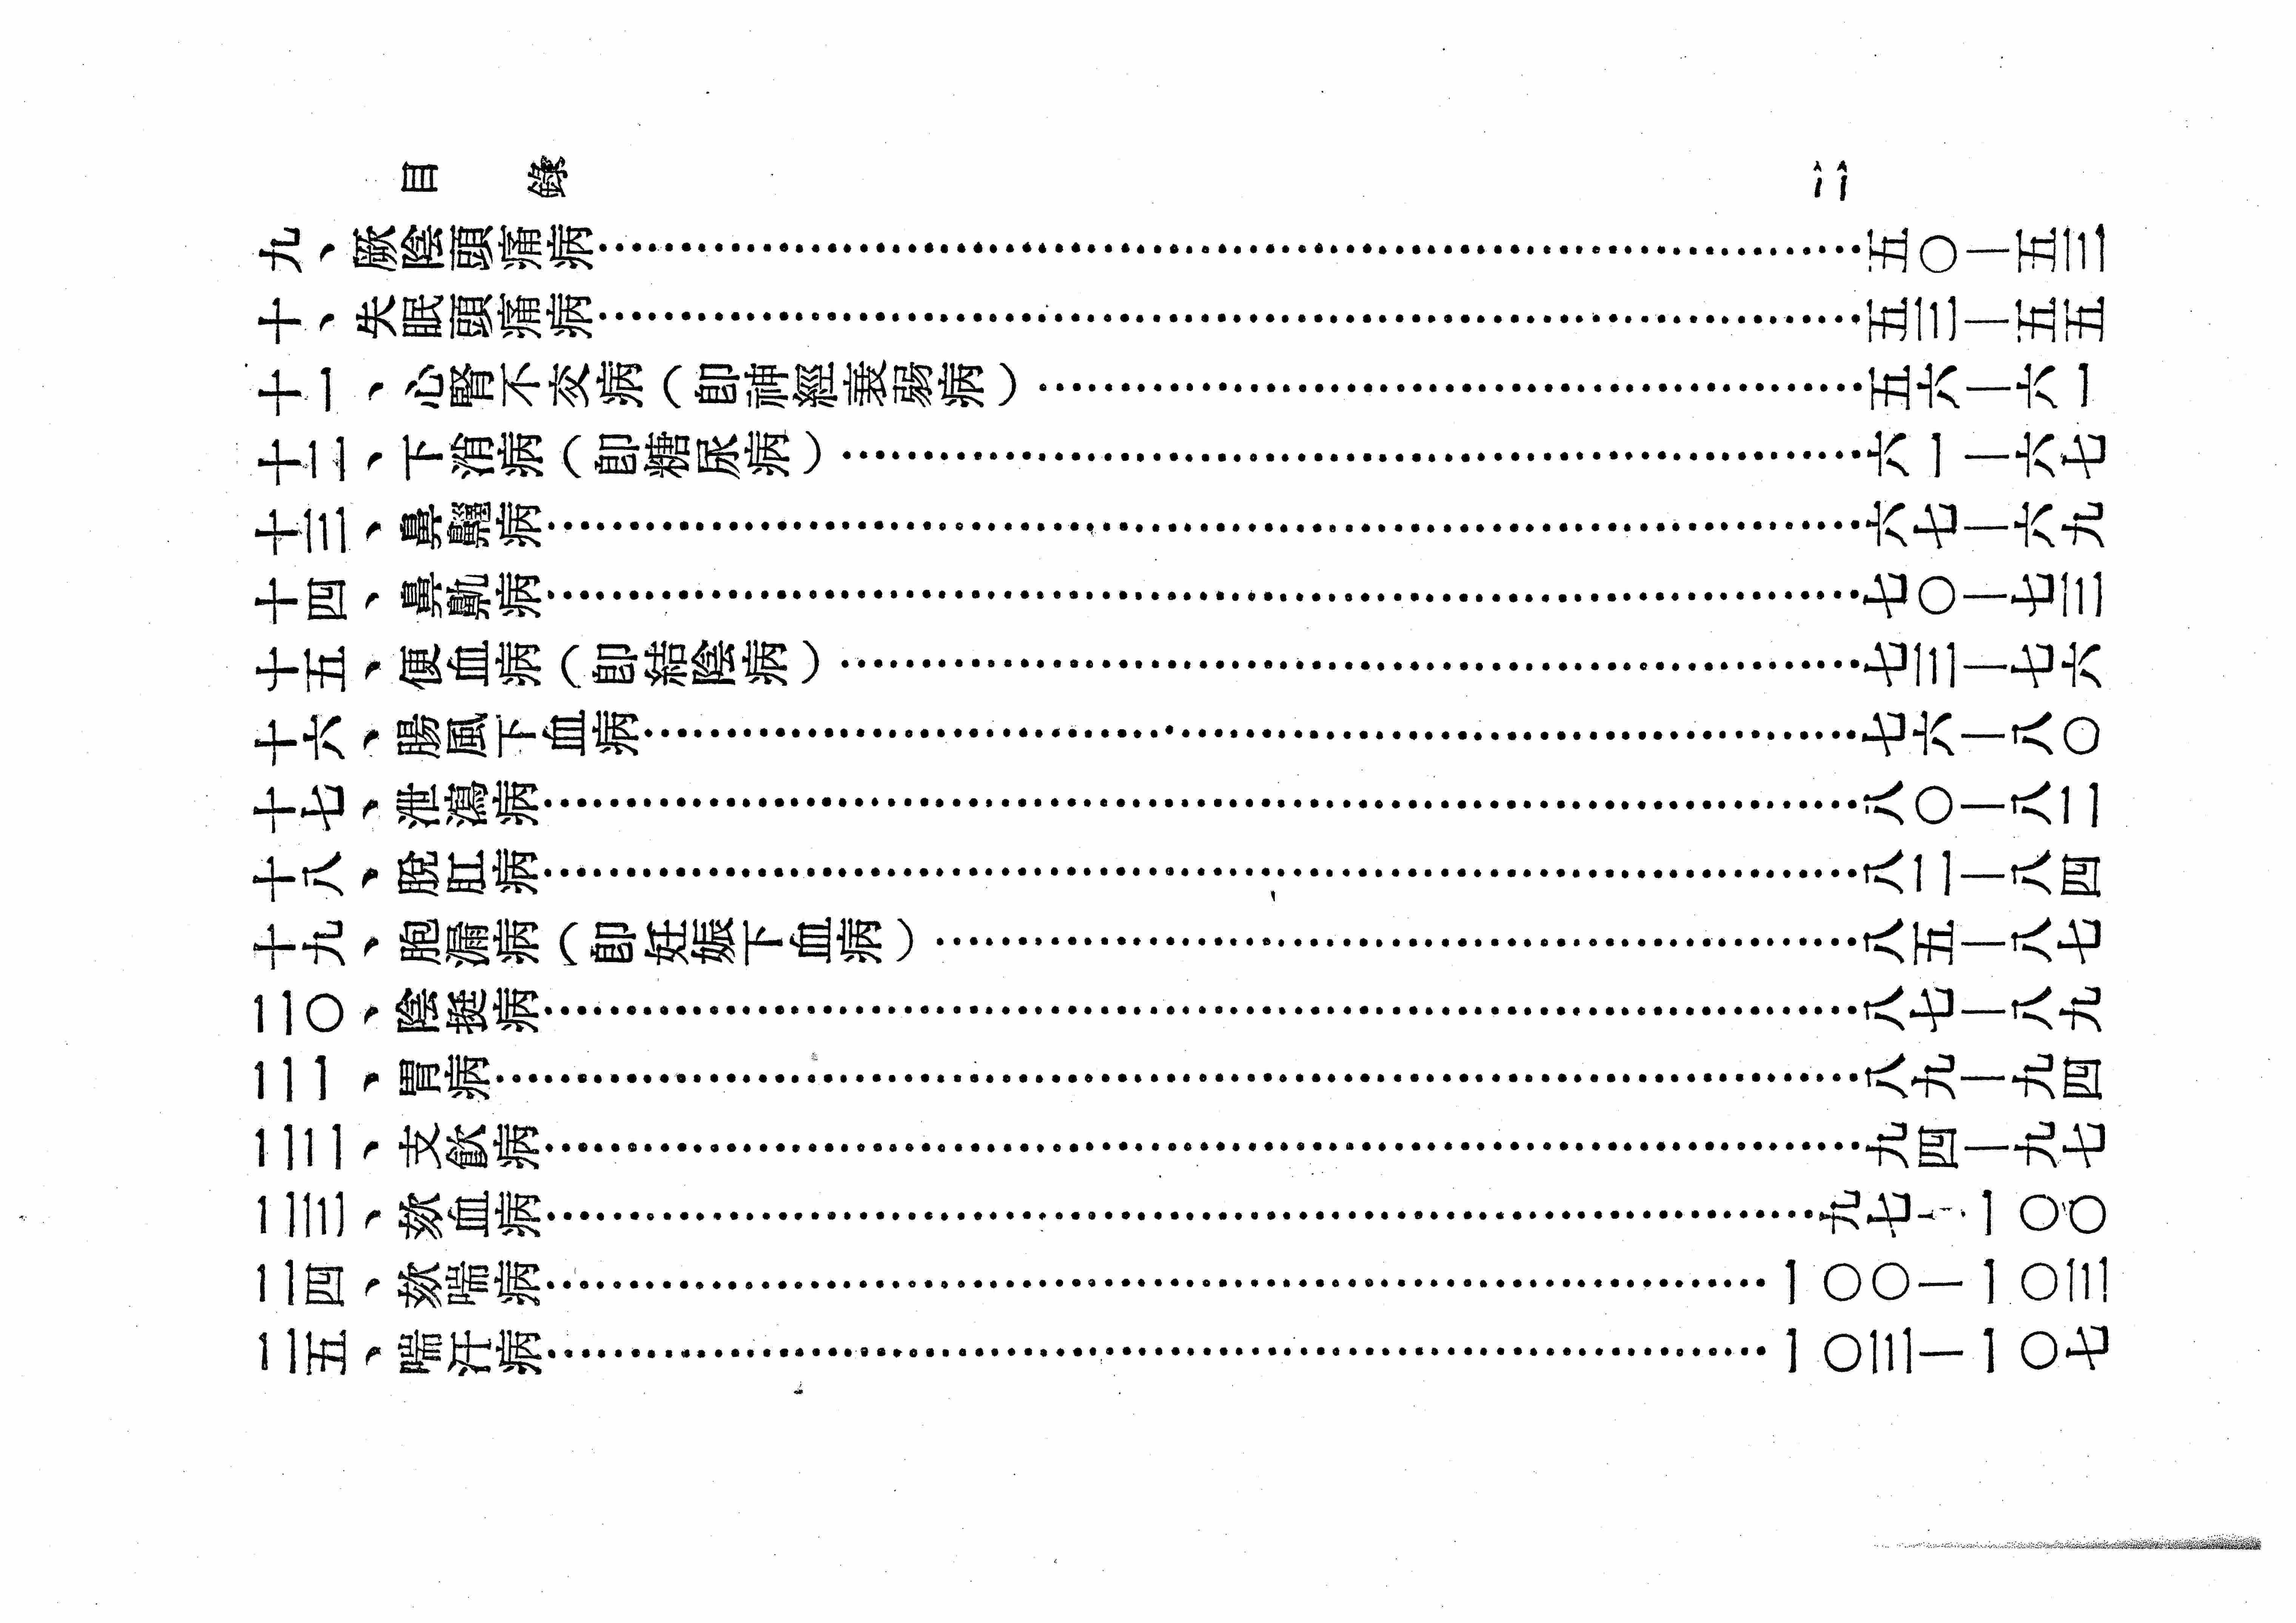 目 錄 ii
九、厥陰頭痛病……………五〇—五三
十、失眠頭痛病……………五三—五五
十一、心腎不交病（卽神經衰弱病）……………五六—六一
十二、下消病（卽糖尿病）……………六一—六七
十三、鼻齆病……………六七—六九
十四、鼻鼽病……………七〇—七三
十五、便血病（卽結陰病）……………七三—七六
十六、腸風下血病……………七六—八〇
十七、泄瀉病……………八〇—八二
十八、脫肛病……………八二—八四
十九、胞漏病（卽妊娠下血病）……………八五—八七
二〇、陰挺病……………八七—八九
二一、胃病……………八九—九四
二二、支飮病……………九四—九七
二三、欬血病……………九七—一〇〇
二四、欬喘病……………一〇〇—一〇三
二五、喘汗病……………一〇三—一〇七